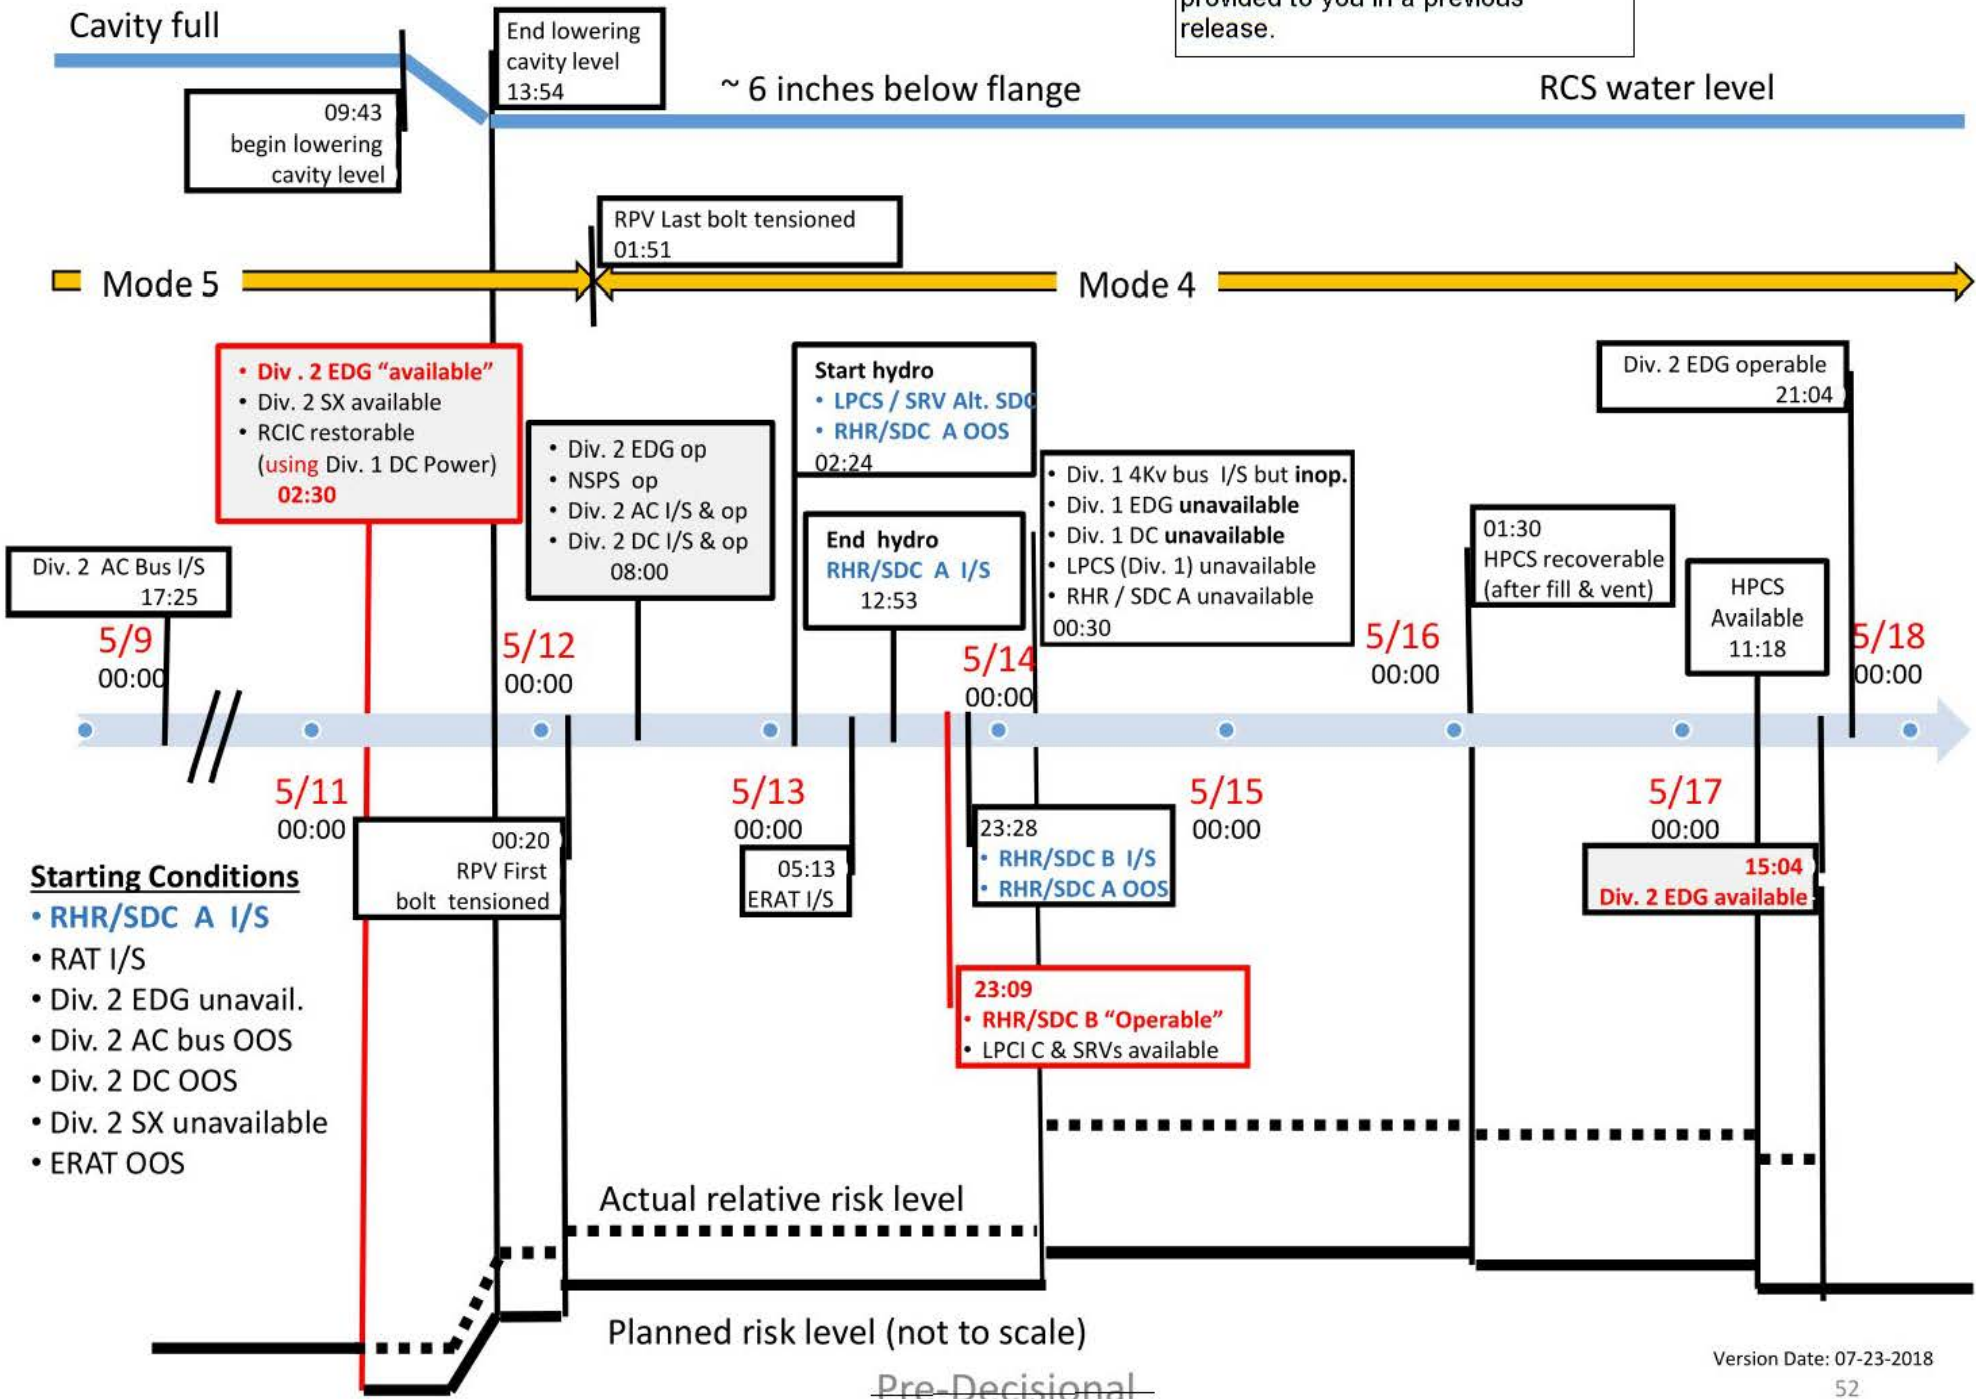 provided to you in a previous
release.
Cavity full
End lowering
cavity level
13:54
~ 6 inches below flange
RCS water level
09:43
begin lowering
cavity level
RPV Last bolt tensioned
01:51
Mode 5
Mode 4
• Div . 2 EDG “available”
• Div. 2 SX available
• RCIC restorable
(using Div. 1 DC Power)
02:30
• Div. 2 EDG op
• NSPS op
• Div. 2 AC I/S & op
• Div. 2 DC I/S & op
08:00
Start hydro
• LPCS / SRV Alt. SDC
• RHR/SDC A OOS
02:24
End hydro
RHR/SDC A I/S
12:53
• Div. 1 4Kv bus I/S but inop.
• Div. 1 EDG unavailable
• Div. 1 DC unavailable
• LPCS (Div. 1) unavailable
• RHR / SDC A unavailable
00:30
Div. 2 EDG operable
21:04
01:30
HPCS recoverable
(after fill & vent)
HPCS
Available
11:18
Div. 2 AC Bus I/S
17:25
5/9
00:00
5/12
00:00
5/14
00:00
5/16
00:00
5/18
00:00
5/11
00:00
5/13
00:00
5/15
00:00
5/17
00:00
00:20
RPV First
bolt tensioned
05:13
ERAT I/S
23:28
• RHR/SDC B I/S
• RHR/SDC A OOS
15:04
Div. 2 EDG available
23:09
• RHR/SDC B “Operable”
• LPCI C & SRVs available
Starting Conditions
• RHR/SDC A I/S
• RAT I/S
• Div. 2 EDG unavail.
• Div. 2 AC bus OOS
• Div. 2 DC OOS
• Div. 2 SX unavailable
• ERAT OOS
Actual relative risk level
Planned risk level (not to scale)
Pre-Decisional
Version Date: 07-23-2018
52